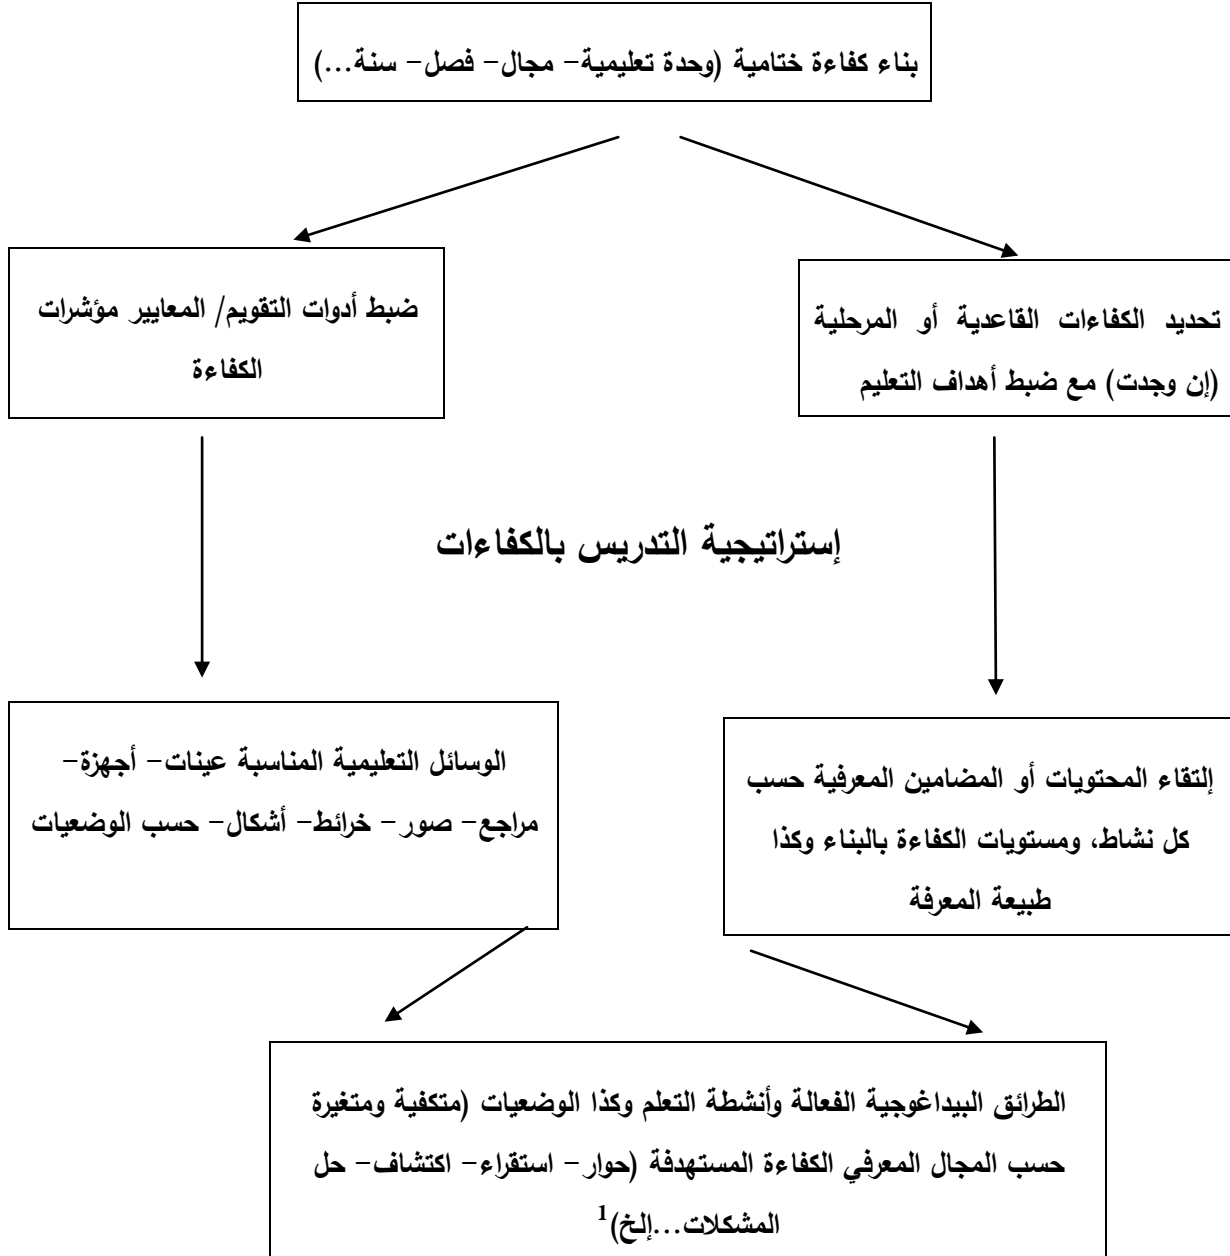 بناء كفاءة ختامية (وحدة تعليمية- مجال- فصل- سنة...)
تحديد الكفاءات القاعدية أو المرحلية
(إن وجدت) مع ضبط أهداف التعليم
ضبط أدوات التقويم/ المعايير مؤشرات
الكفاءة
إستراتيجية التدريس بالكفاءات
إلتقاء المحتويات أو المضامين المعرفية حسب
كل نشاط، ومستويات الكفاءة بالبناء وكذا
طبيعة المعرفة
الوسائل التعليمية المناسبة عينات- أجهزة-
مراجع- صور- خرائط- أشكال- حسب الوضعيات
الطرائق البيداغوجية الفعالة وأنشطة التعلم وكذا الوضعيات (متكفية ومتغيرة
حسب المجال المعرفي الكفاءة المستهدفة (حوار- استقراء- اكتشاف- حل
المشكلات...إلخ)1